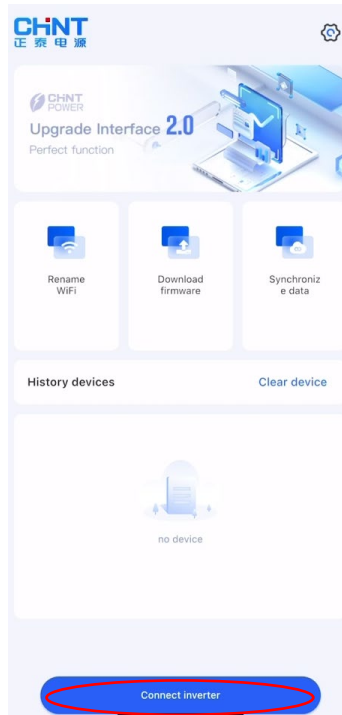 CHNT
正泰电源
CHNT
POWER
Upgrade Interface 2.0
Perfect function
Rename
WiFi
Download
firmware
Synchroniz
e data
History devices
Clear device
no device
Connect inverter